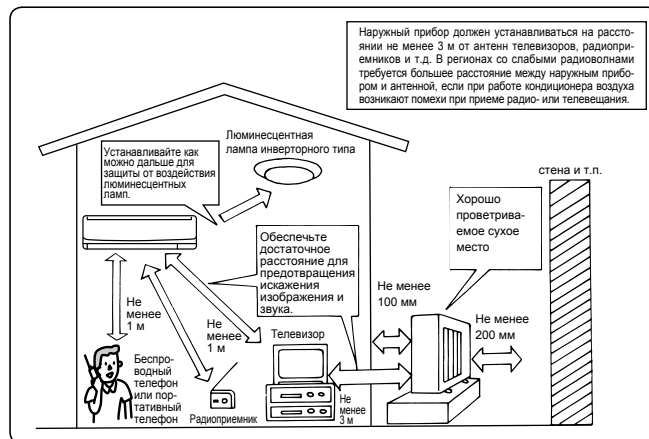 Наружный прибор должен устанавливаться на рассто-
янии не менее 3 м от антенн телевизоров, радиопри-
емников и т.д. В регионах со слабыми радиоволнами
требуется большее расстояние между наружным прибо-
ром и антенной, если при работе кондиционера воздуха
возникают помехи при приеме радио- или телевещания.
Люминесцентная
лампа инверторного типа
Устанавливайте как
можно дальше для
защиты от воздействия
люминесцентных
ламп.
стена и т.п.
Хорошо
проветрива-
емое сухое
место
Обеспечьте
достаточное
расстояние для
предотвращения
искажения
изображения и
звука.
Не менее
100 мм
Не менее
200 мм
Не
менее
1 м
Не
менее
1 м
Телевизор
Беспро-
водный
телефон
или пор-
тативный
телефон
Радиоприемник
Не
менее
3 м